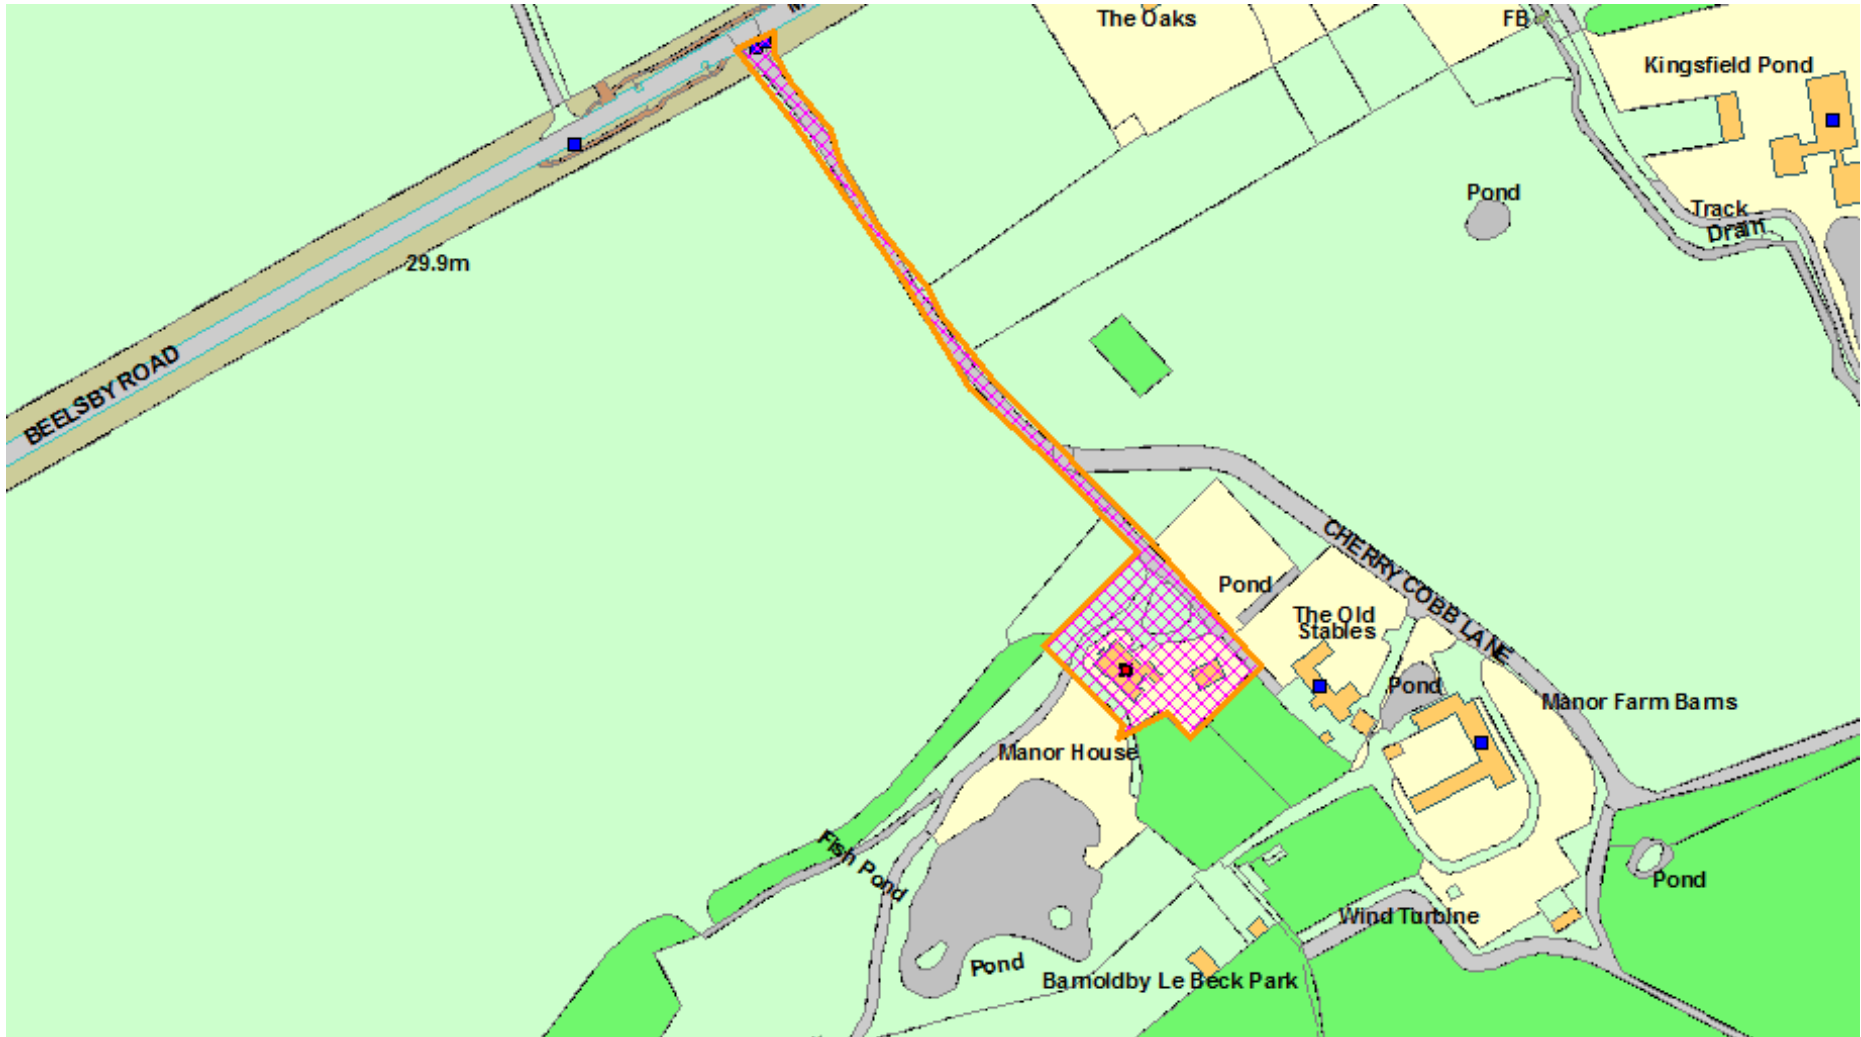 The Oaks
FB
Kingsfield Pond
Pond
Track
Drain
29.9m
BEELSBY ROAD
CHERRY COBB LANE
Pond
The Old
Stables
Pond
Manor Farm Barns
Manor House
Fish Pond
Pond
Wind Turbine
Pond
Barnoldby Le Beck Park